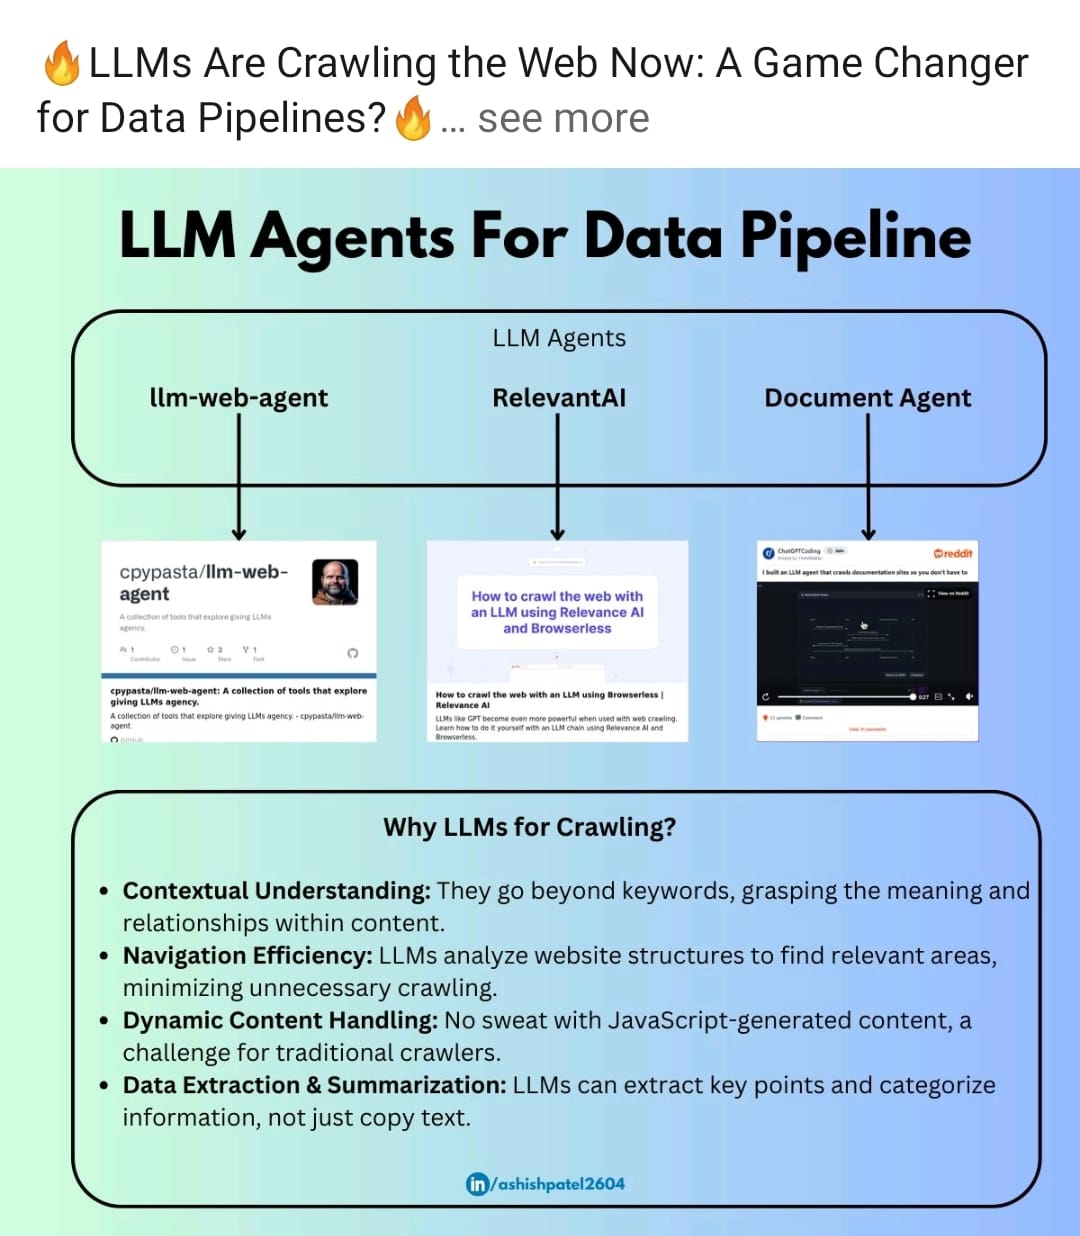 🔥LLMs Are Crawling the Web Now: A Game Changer
for Data Pipelines?🔥... see more
LLM Agents For Data Pipeline
LLM Agents
llm-web-agent
RelevantAI
Document Agent
cpypasta/llm-web-
agent
A collection of tools that explore giving LLMs
agency.
1
Contributor
1
Issue
3
Stars
1
Fork
cpypasta/llm-web-agent: A collection of tools that explore
giving LLMs agency.
A collection of tools that explore giving LLMs agency. - cpypasta/llm-web-
agent
GitHub
How to crawl the web with
an LLM using Relevance AI
and Browserless
How to crawl the web with an LLM using Browserless |
Relevance AI
LLMs like GPT become even more powerful when used with web crawling.
Learn how to do it yourself with an LLM chain using Relevance AI and
Browserless.
ChatGPTCoding
Join
reddit
I built an LLM agent that crawls documentation sites so you don't have to
View on Reddit
0:27
Comment
Why LLMs for Crawling?
• Contextual Understanding: They go beyond keywords, grasping the meaning and
relationships within content.
• Navigation Efficiency: LLMs analyze website structures to find relevant areas,
minimizing unnecessary crawling.
• Dynamic Content Handling: No sweat with JavaScript-generated content, a
challenge for traditional crawlers.
• Data Extraction & Summarization: LLMs can extract key points and categorize
information, not just copy text.
in/ashishpatel2604